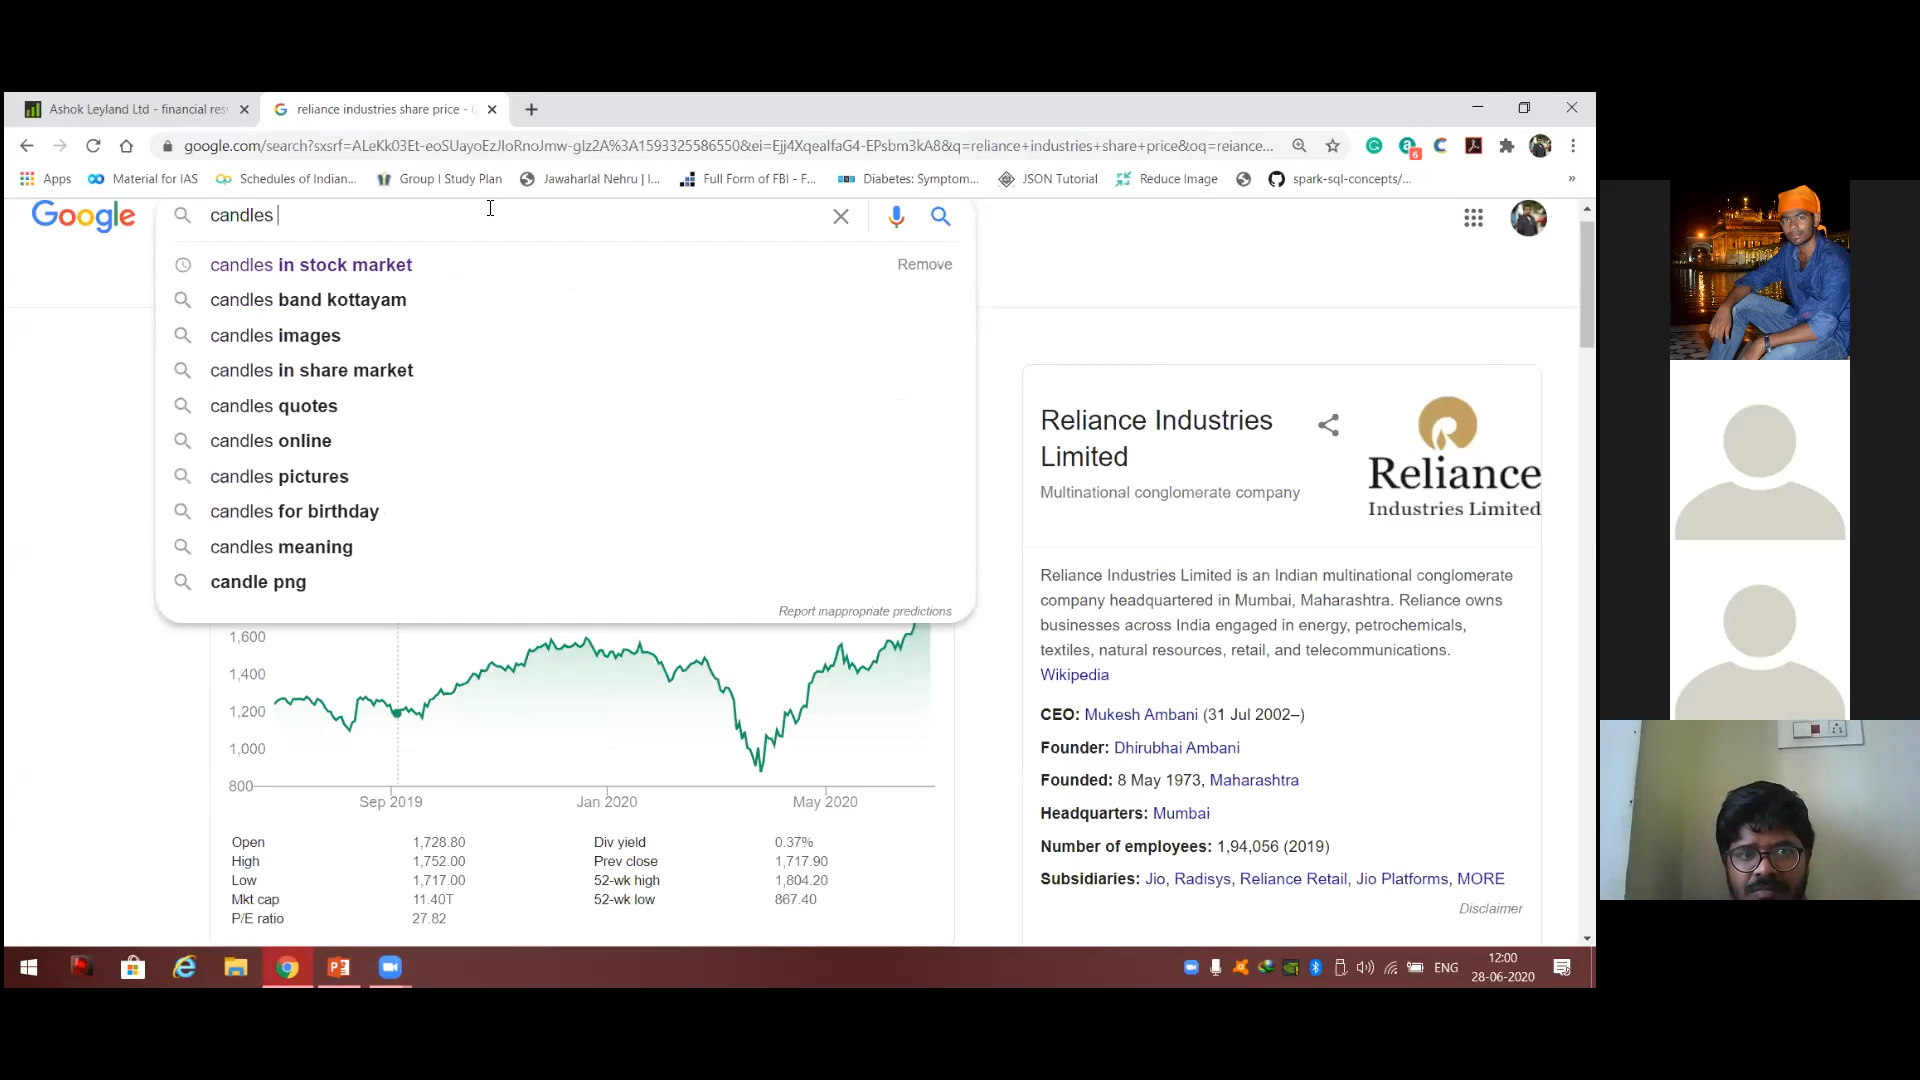 Ashok Leyland Ltd - financial res
reliance industries share price - G
google.com/search?sxsrf=ALeKk03Et-eoSUayoEzJIoRnoJmw-gIz2A%3A1593325586550&ei=Ejj4XqeaIfaG4-EPsbm3kA8&q=reliance+industries+share+price&oq=reiance...
6
Apps
Material for IAS
Schedules of Indian...
Group I Study Plan
Jawaharlal Nehru | I...
Full Form of FBI - F...
Diabetes: Symptom...
JSON Tutorial
Reduce Image
spark-sql-concepts/...
»
Google
candles
candles in stock market
Remove
candles band kottayam
candles images
candles in share market
candles quotes
candles online
candles pictures
candles for birthday
candles meaning
candle png
Report inappropriate predictions
1,600
1,400
1,200
1,000
800
Sep 2019
Jan 2020
May 2020
Open 1,728.80 Div yield 0.37%
High 1,752.00 Prev close 1,717.90
Low 1,717.00 52-wk high 1,804.20
Mkt cap 11.40T 52-wk low 867.40
P/E ratio 27.82
Reliance Industries
Limited
Multinational conglomerate company
Reliance
Industries Limited
Reliance Industries Limited is an Indian multinational conglomerate
company headquartered in Mumbai, Maharashtra. Reliance owns
businesses across India engaged in energy, petrochemicals,
textiles, natural resources, retail, and telecommunications.
Wikipedia
CEO: Mukesh Ambani (31 Jul 2002–)
Founder: Dhirubhai Ambani
Founded: 8 May 1973, Maharashtra
Headquarters: Mumbai
Number of employees: 1,94,056 (2019)
Subsidiaries: Jio, Radisys, Reliance Retail, Jio Platforms, MORE
Disclaimer
ENG
12:00
28-06-2020